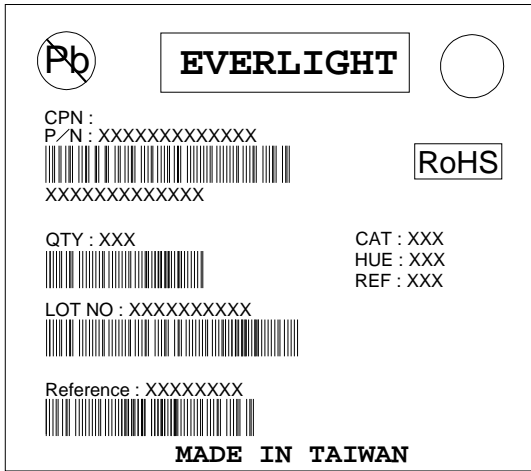 Pb
EVERLIGHT
CPN :
P/N : XXXXXXXXXXXXX
RoHS
XXXXXXXXXXXXX
QTY : XXX
CAT : XXX
HUE : XXX
REF : XXX
LOT NO : XXXXXXXXXX
Reference : XXXXXXXX
MADE IN TAIWAN